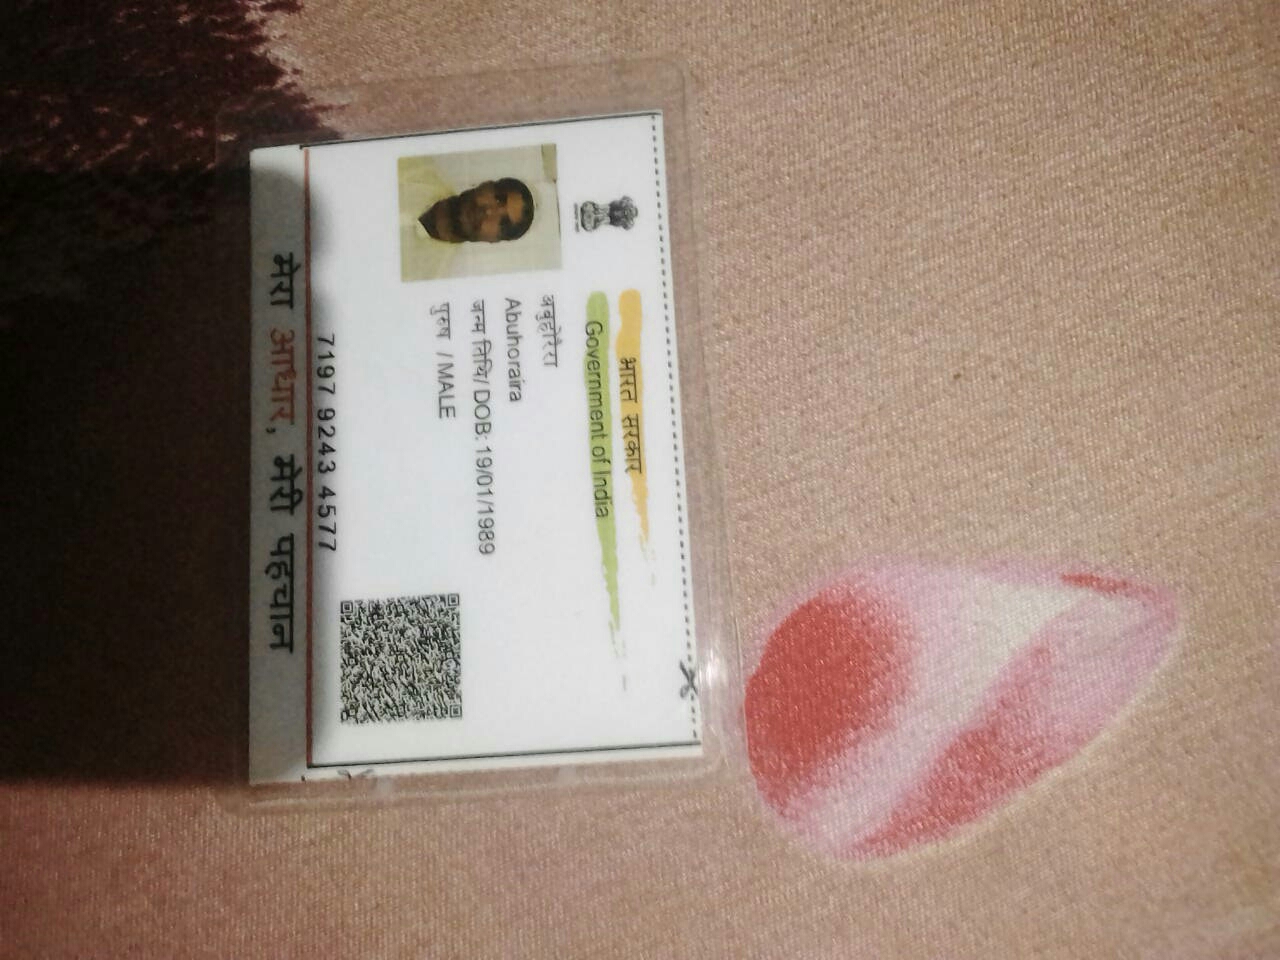 भारत सरकार
Government of India
अबुहोरैरा
Abuhoraira
जन्म तिथि/ DOB: 19/01/1989
पुरुष / MALE
7197 9243 4577
मेरा आधार, मेरी पहचान